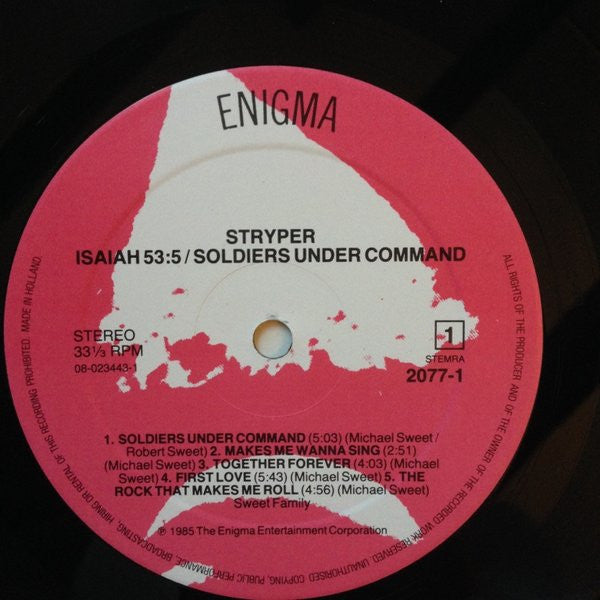 ENIGMA
STRYPER
ISAIAH 53:5 / SOLDIERS UNDER COMMAND
STEREO
33⅓ RPM
08-023443-1
1
STEMRA
2077-1
1. SOLDIERS UNDER COMMAND (5:03) (Michael Sweet /
Robert Sweet) 2. MAKES ME WANNA SING (2:51)
(Michael Sweet) 3. TOGETHER FOREVER (4:03) (Michael
Sweet) 4. FIRST LOVE (5:43) (Michael Sweet) 5. THE
ROCK THAT MAKES ME ROLL (4:56) (Michael Sweet)
Sweet Family
℗ 1985 The Enigma Entertainment Corporation
ALL RIGHTS OF THE PRODUCER AND OF THE OWNER OF THE RECORDED WORK RESERVED. UNAUTHORISED COPYING, PUBLIC PERFORMANCE, BROADCASTING, HIRING OR RENTAL OF THIS RECORDING PROHIBITED. MADE IN HOLLAND.